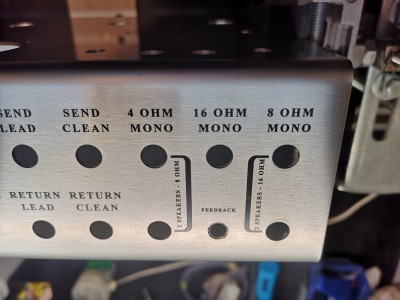 SEND
LEAD
SEND
CLEAN
4 OHM
MONO
16 OHM
MONO
8 OHM
MONO
2 SPEAKERS - 8 OHM
2 SPEAKERS - 16 OHM
RETURN
LEAD
RETURN
CLEAN
FEEDBACK